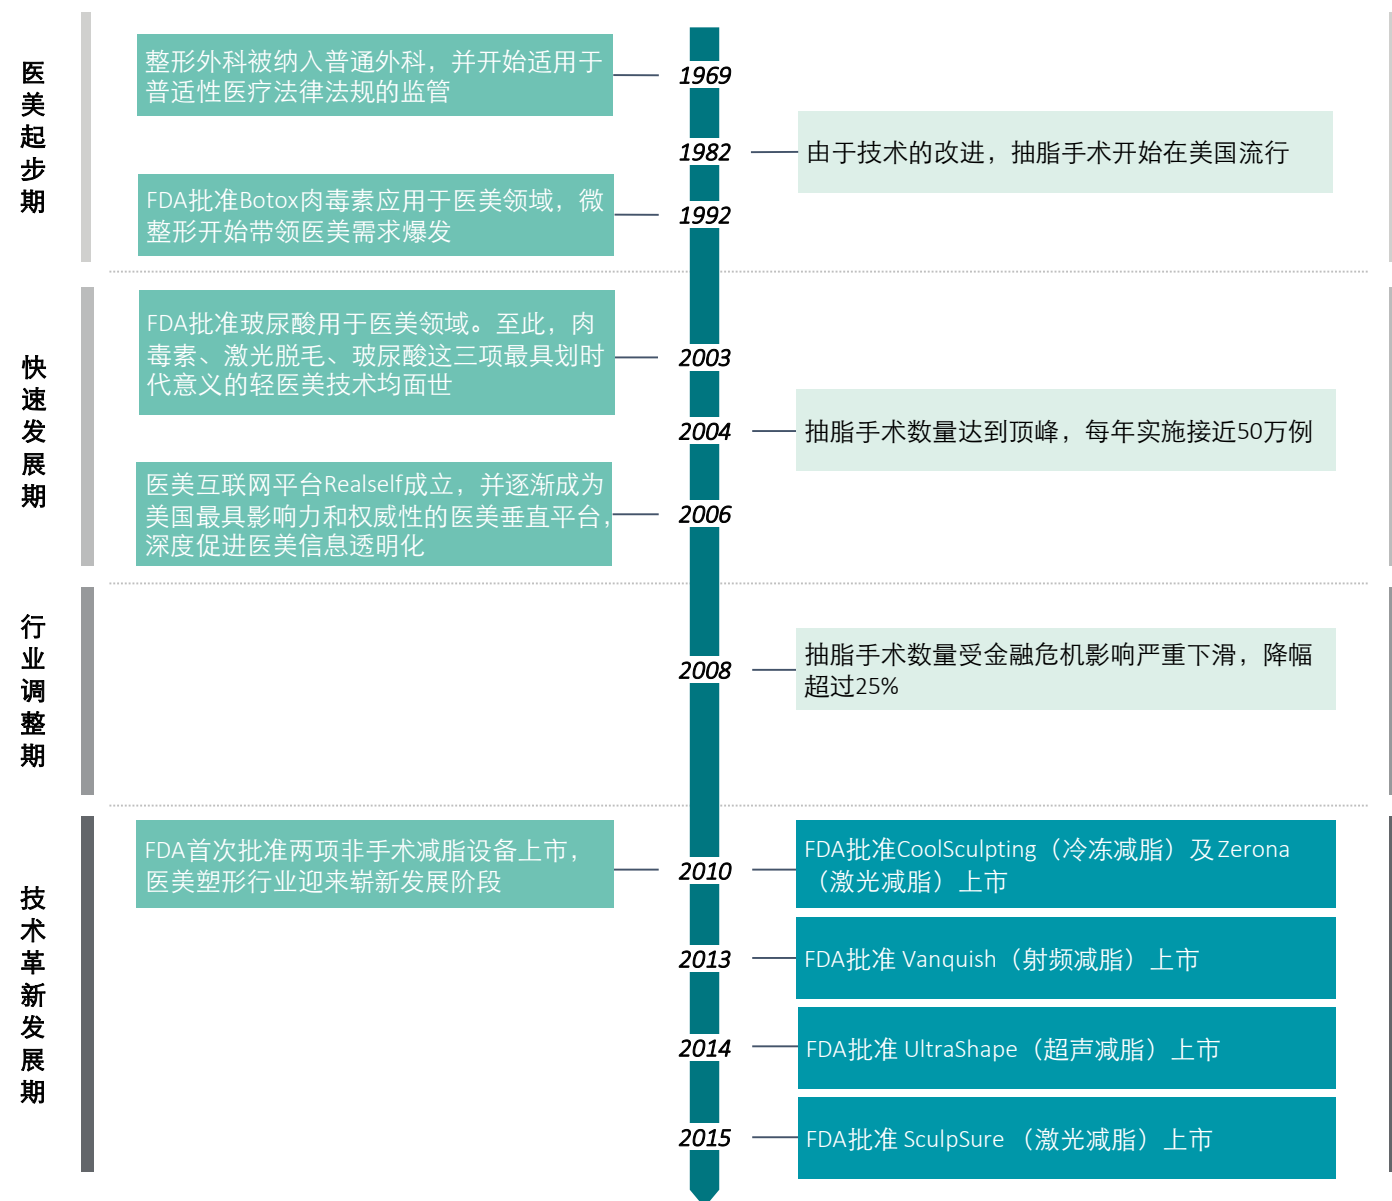 医美起步期
整形外科被纳入普通外科，并开始适用于
普适性医疗法律法规的监管
1969
1982
由于技术的改进，抽脂手术开始在美国流行
FDA批准Botox肉毒素应用于医美领域，微
整形开始带领医美需求爆发
1992
快速发展期
FDA批准玻尿酸用于医美领域。至此，肉
毒素、激光脱毛、玻尿酸这三项最具划时
代意义的轻医美技术均面世
2003
2004
抽脂手术数量达到顶峰，每年实施接近50万例
医美互联网平台Realself成立，并逐渐成为
美国最具影响力和权威性的医美垂直平台，
深度促进医美信息透明化
2006
行业调整期
2008
抽脂手术数量受金融危机影响严重下滑，降幅
超过25%
技术革新发展期
FDA首次批准两项非手术减脂设备上市，
医美塑形行业迎来崭新发展阶段
2010
FDA批准CoolSculpting（冷冻减脂）及 Zerona
（激光减脂）上市
2013
FDA批准 Vanquish（射频减脂）上市
2014
FDA批准 UltraShape（超声减脂）上市
2015
FDA批准 SculpSure （激光减脂）上市